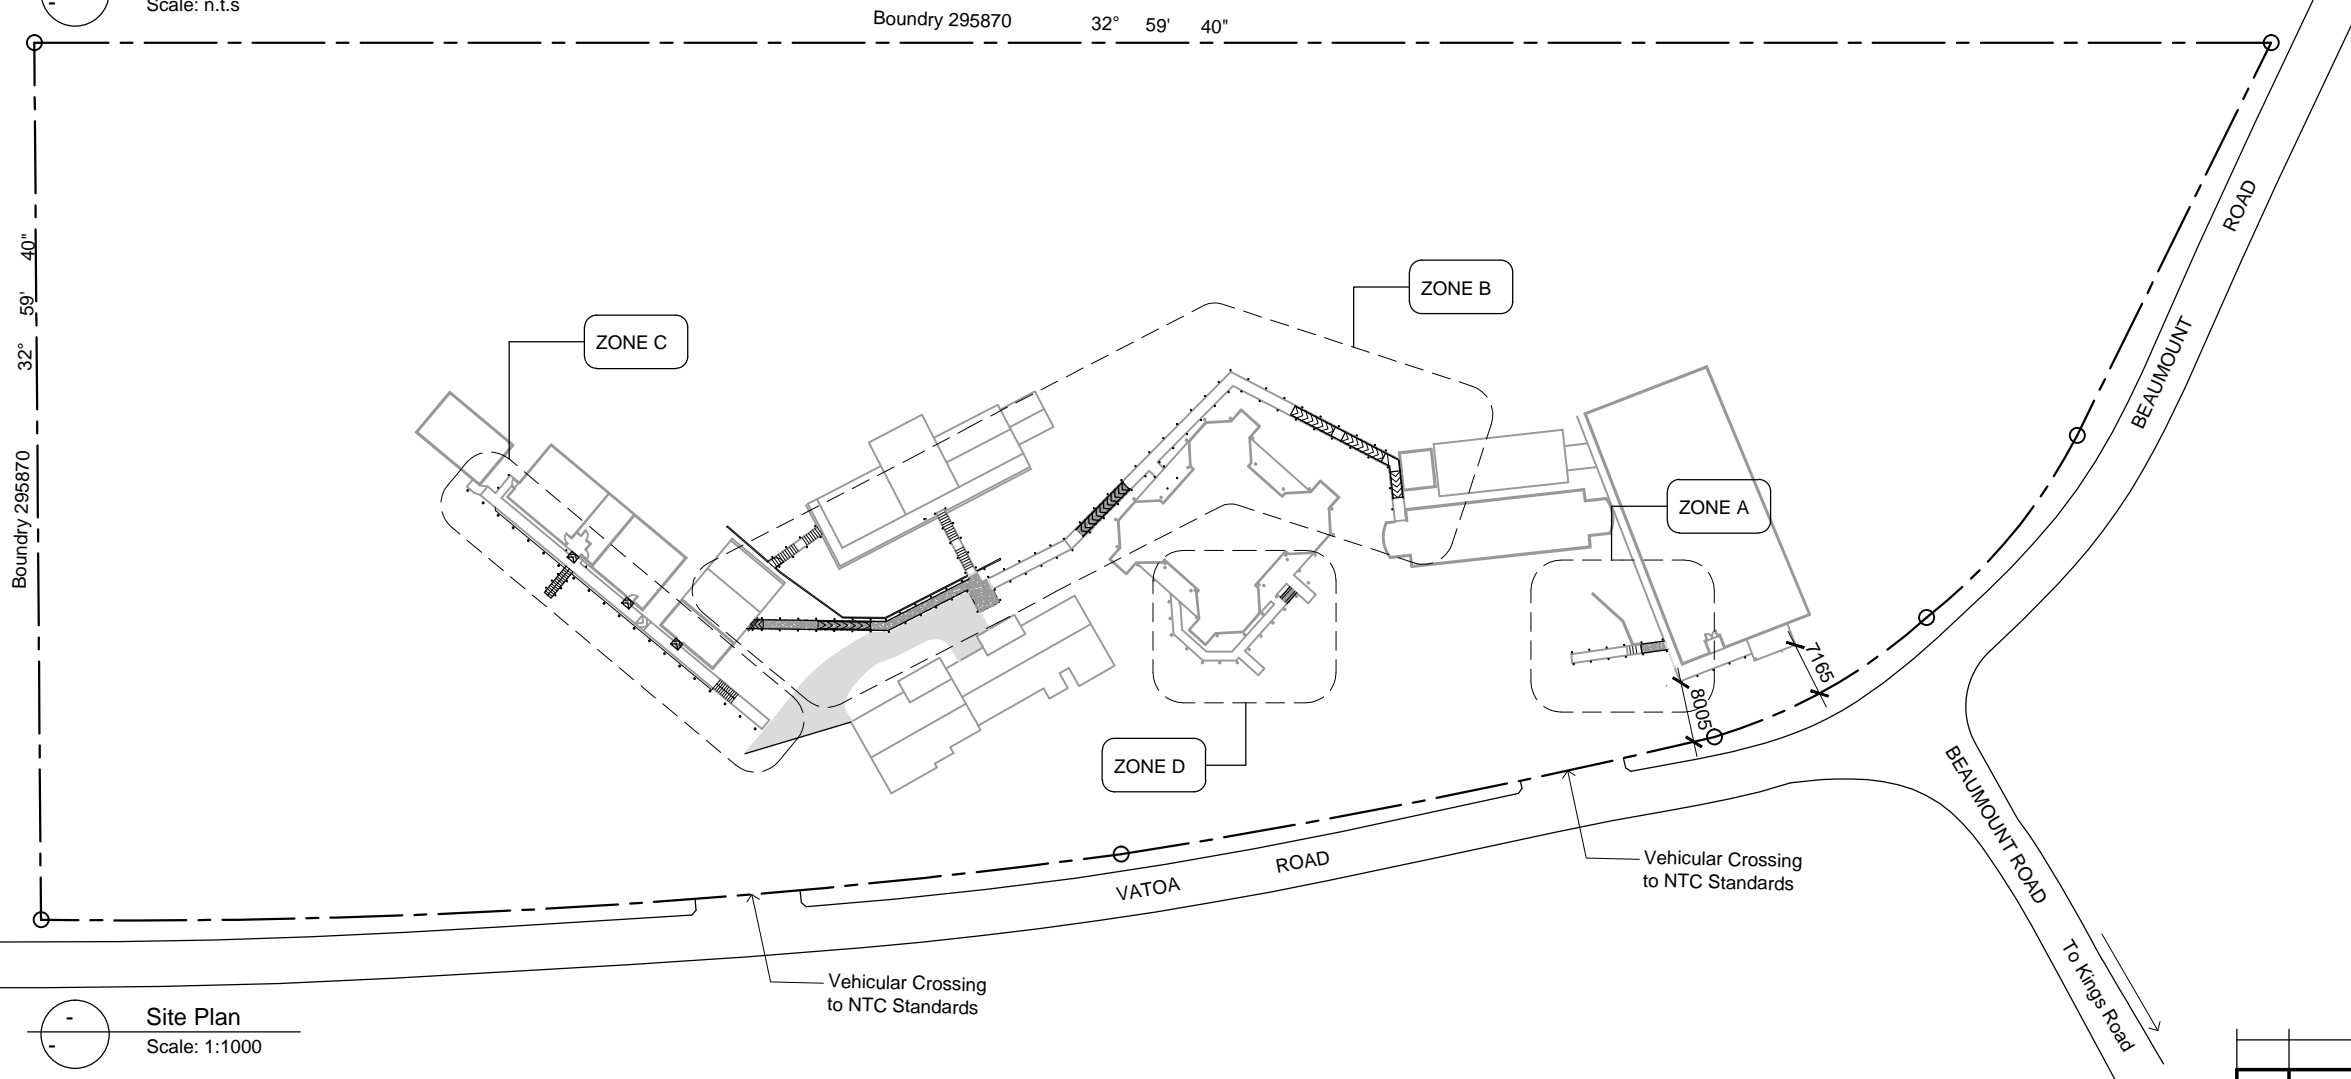 Scale: n.t.s
Boundry 295870 32° 59' 40"
Boundry 295870 32° 59' 40"
ZONE B
ZONE C
ZONE A
ZONE D
7165
8005
BEAUMOUNT ROAD
VATOA ROAD
BEAUMOUNT ROAD
To Kings Road
Vehicular Crossing
to NTC Standards
Vehicular Crossing
to NTC Standards
-
-
-
Site Plan
Scale: 1:1000